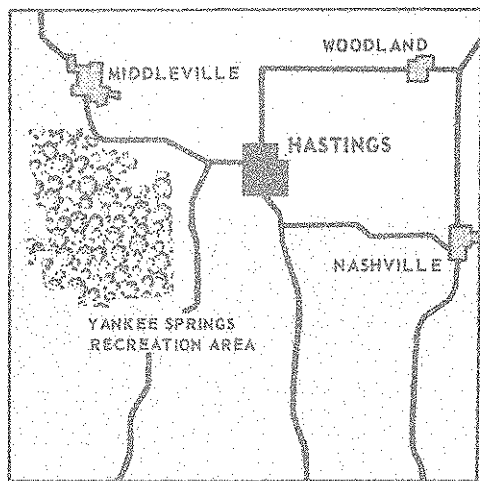 WOODLAND
MIDDLEVILLE
HASTINGS
NASHVILLE
YANKEE SPRINGS
RECREATION AREA